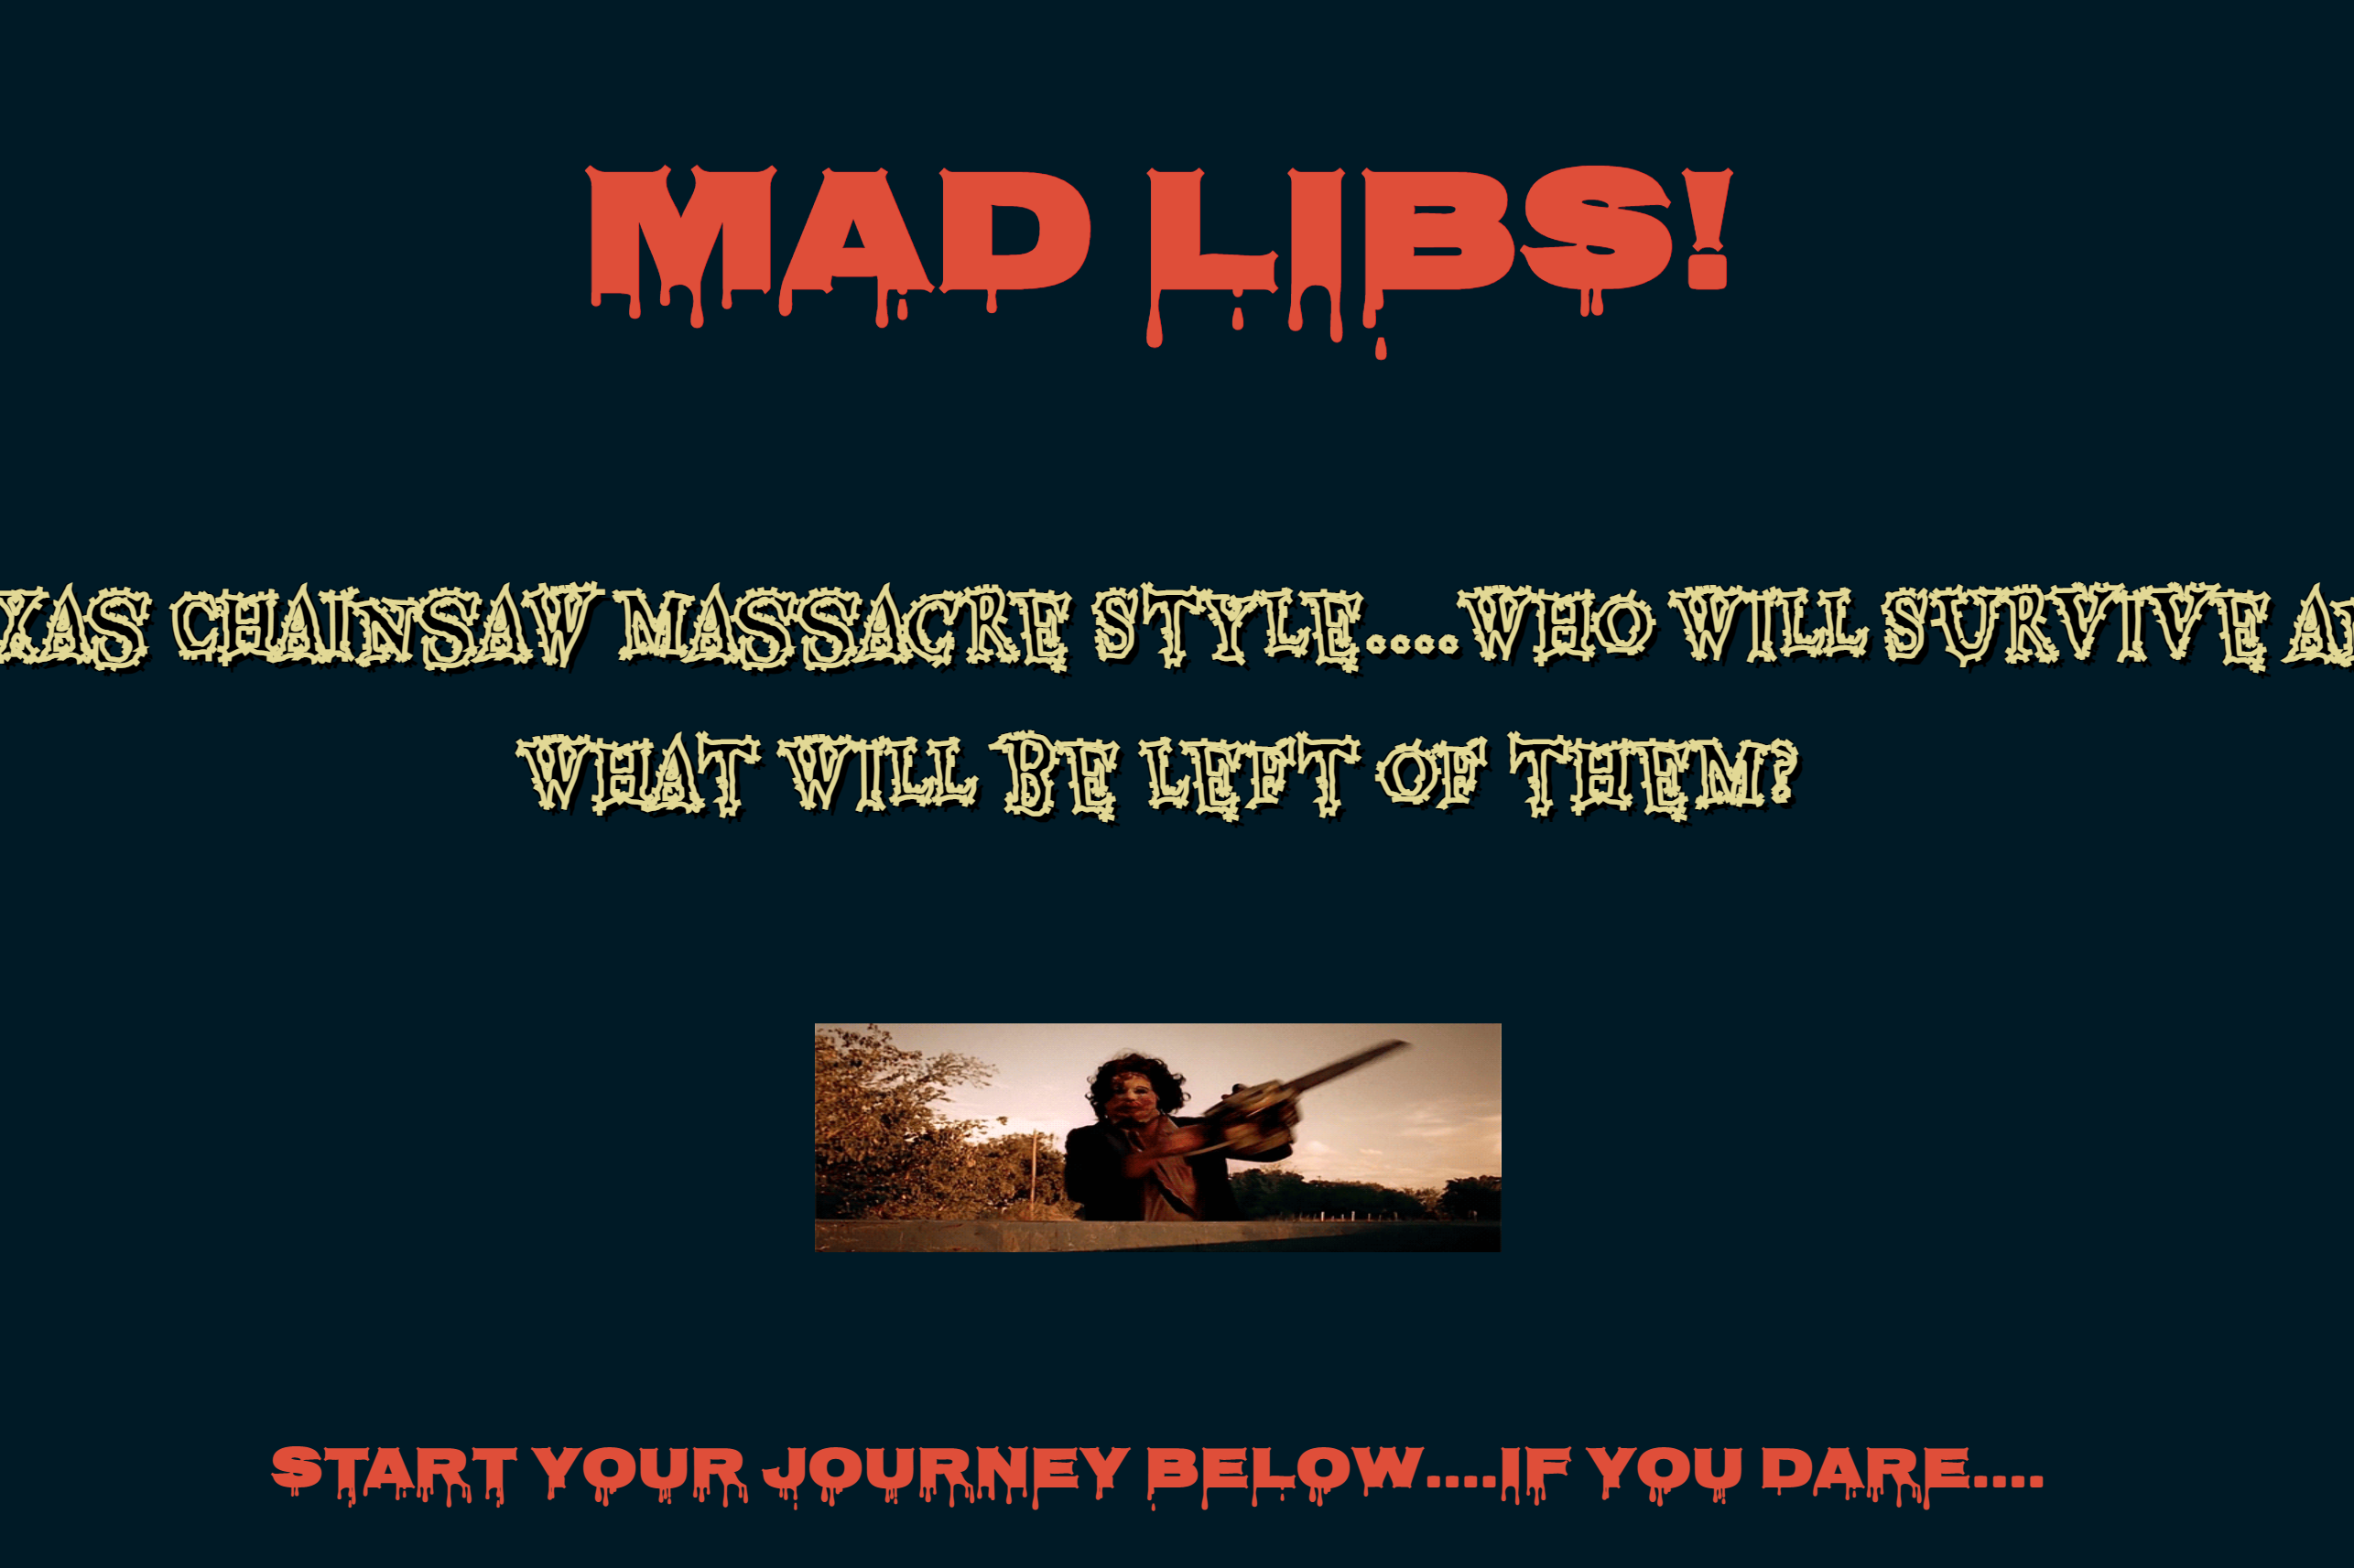 MAD LIBS!
XAS CHAINSAW MASSACRE STYLE....WHO WILL SURVIVE A
WHAT WILL BE LEFT OF THEM?
START YOUR JOURNEY BELOW....IF YOU DARE....